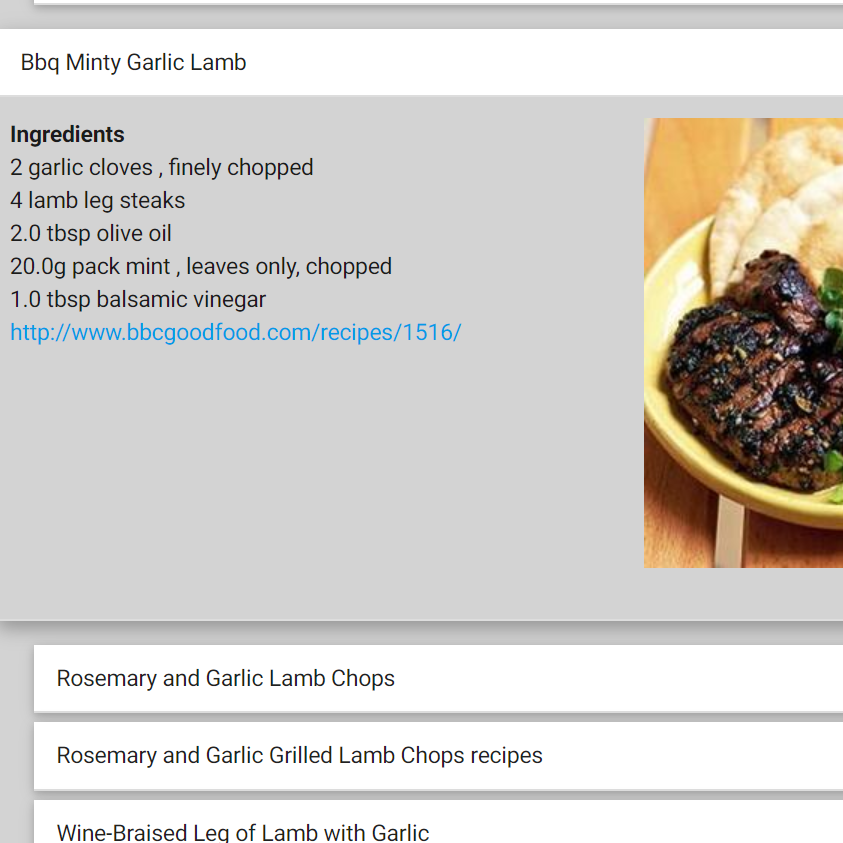 Bbq Minty Garlic Lamb
Ingredients
2 garlic cloves , finely chopped
4 lamb leg steaks
2.0 tbsp olive oil
20.0g pack mint , leaves only, chopped
1.0 tbsp balsamic vinegar
http://www.bbcgoodfood.com/recipes/1516/
Rosemary and Garlic Lamb Chops
Rosemary and Garlic Grilled Lamb Chops recipes
Wine-Braised Leg of Lamb with Garlic